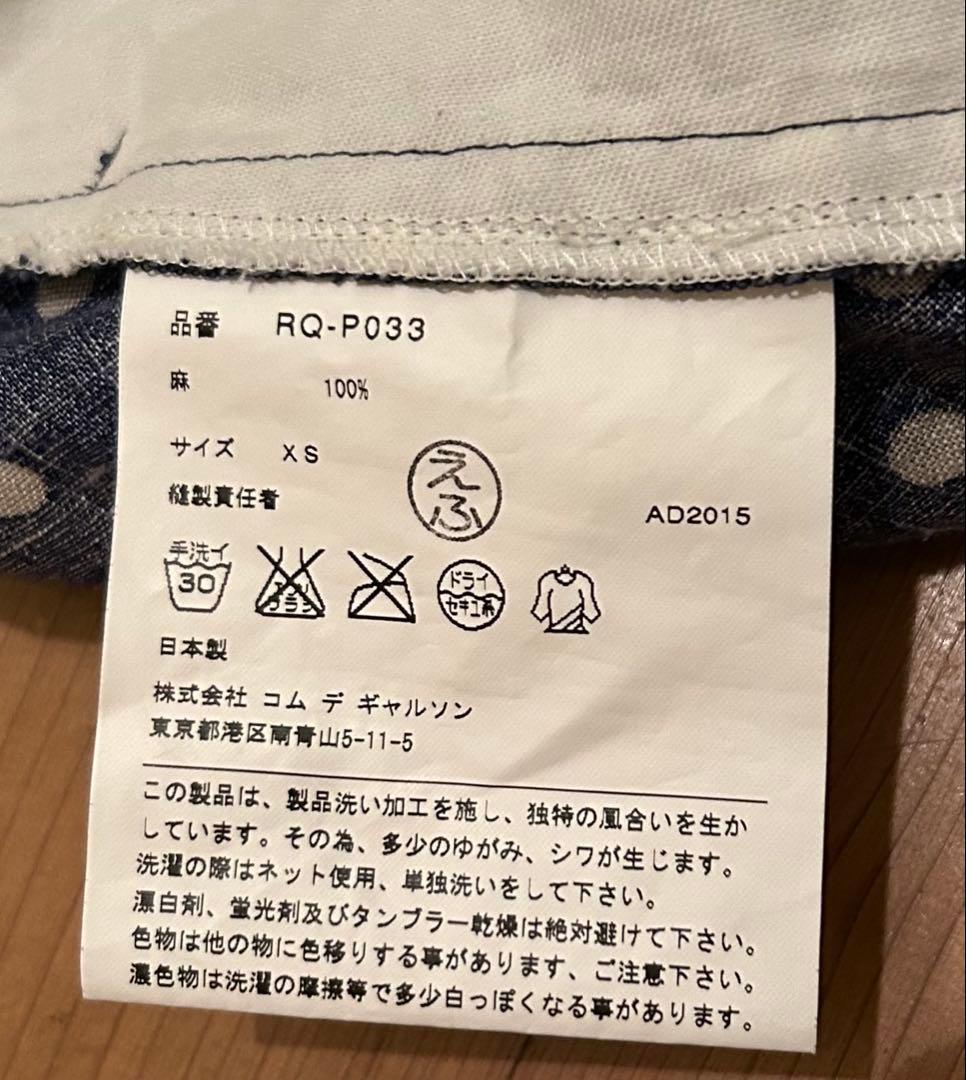 品番 RQ-P033
麻 100%
サイズ XS
縫製責任者 えふ AD2015
手洗イ 30 エンソ サラシ ドライ セキユ系
日本製
株式会社 コム デ ギャルソン
東京都港区南青山5-11-5
この製品は、製品洗い加工を施し、独特の風合いを生か
しています。その為、多少のゆがみ、シワが生じます。
洗濯の際はネット使用、単独洗いをして下さい。
漂白剤、蛍光剤及びタンブラー乾燥は絶対避けて下さい。
色物は他の物に色移りする事があります、ご注意下さい。
濃色物は洗濯の摩擦等で多少白っぽくなる事があります。